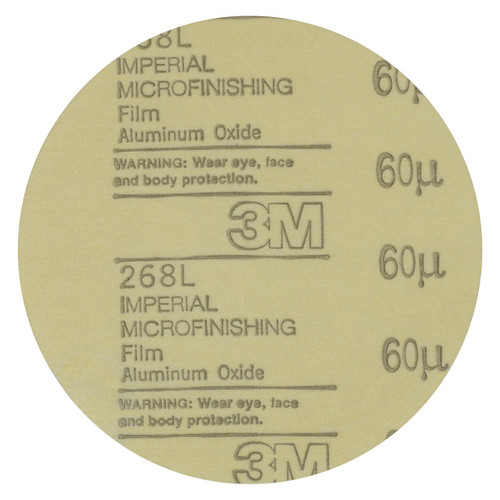 268L
IMPERIAL
MICROFINISHING
Film
Aluminum Oxide
WARNING: Wear eye, face
and body protection.
3M
268L
IMPERIAL
MICROFINISHING
Film
Aluminum Oxide
WARNING: Wear eye, face
and body protection.
3M
60µ
60µ
60µ
60µ